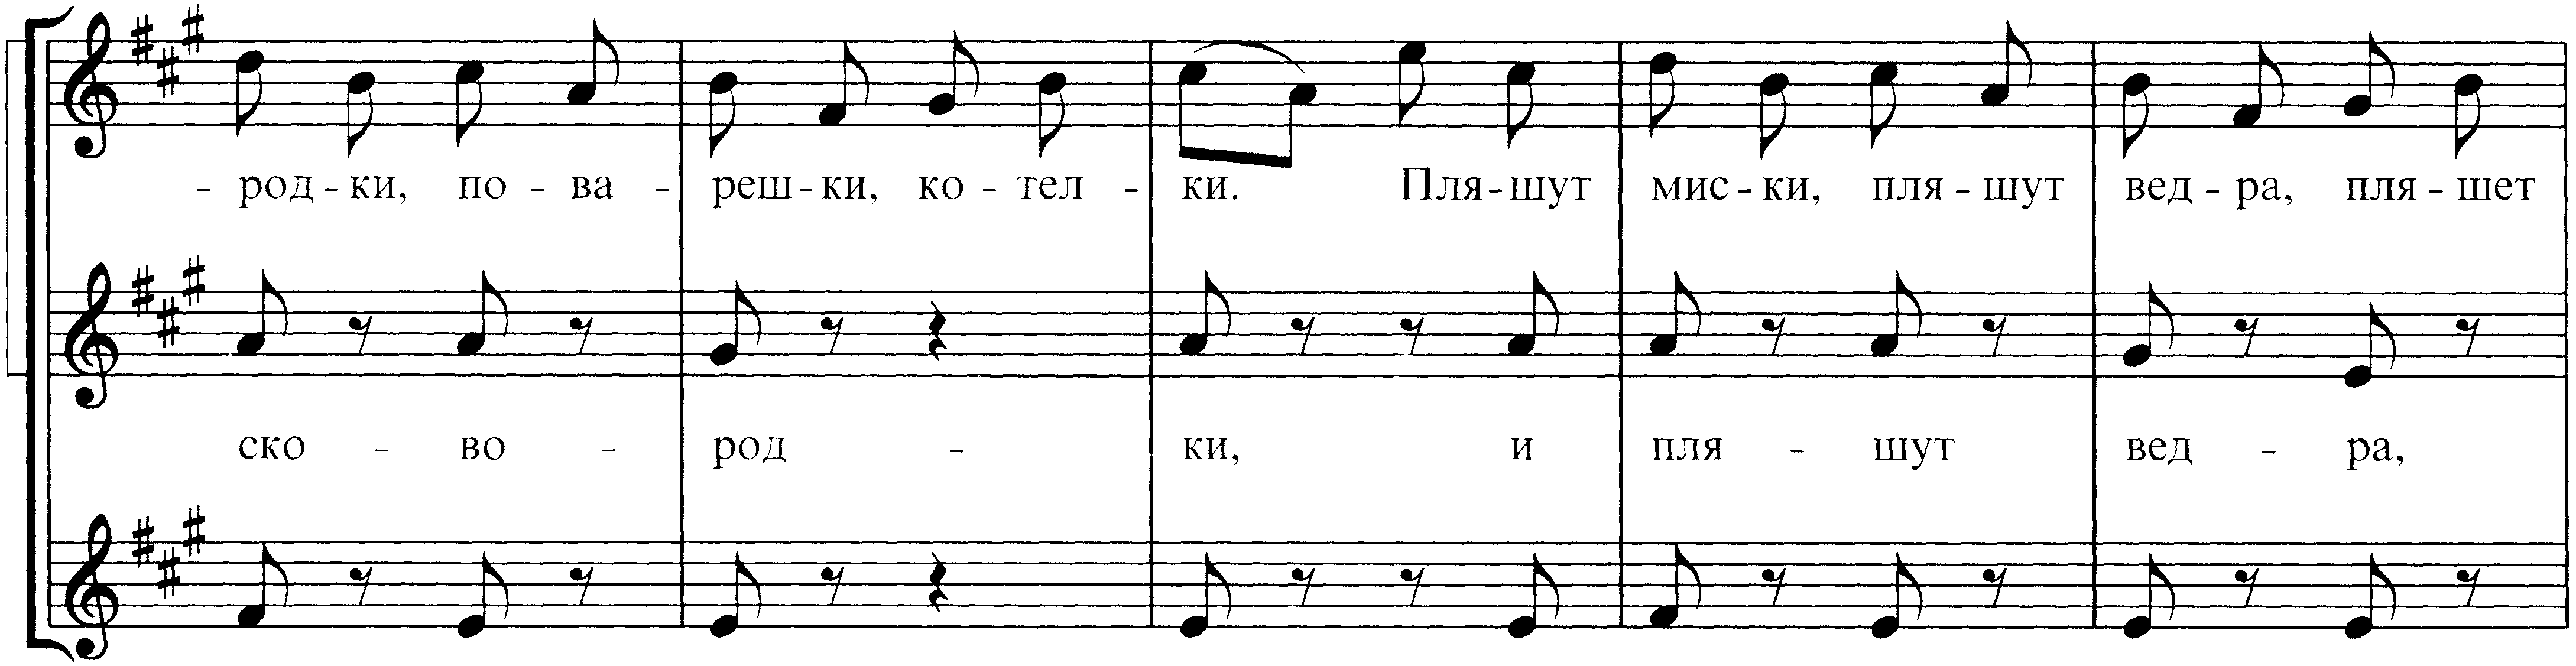 - род - ки, по - ва - реш - ки, ко - тел - ки. Пля - шут мис - ки, пля - шут вед - ра, пля - шет
ско - во - род - ки, и пля - шут вед - ра,